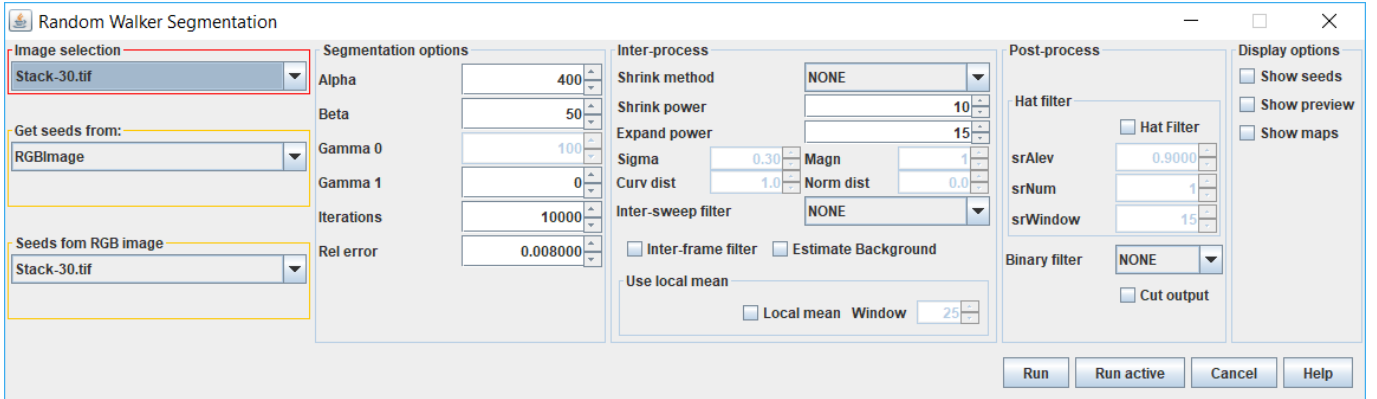 Random Walker Segmentation
Image selection
Stack-30.tif
Get seeds from:
RGBImage
Seeds fom RGB image
Stack-30.tif
Segmentation options
Alpha 400
Beta 50
Gamma 0 100
Gamma 1 0
Iterations 10000
Rel error 0.008000
Inter-process
Shrink method NONE
Shrink power 10
Expand power 15
Sigma 0.30 Magn 1
Curv dist 1.0 Norm dist 0.0
Inter-sweep filter NONE
Inter-frame filter Estimate Background
Use local mean
Local mean Window 25
Post-process
Hat filter
Hat Filter
srAlev 0.9000
srNum 1
srWindow 15
Binary filter NONE
Cut output
Display options
Show seeds
Show preview
Show maps
Run Run active Cancel Help